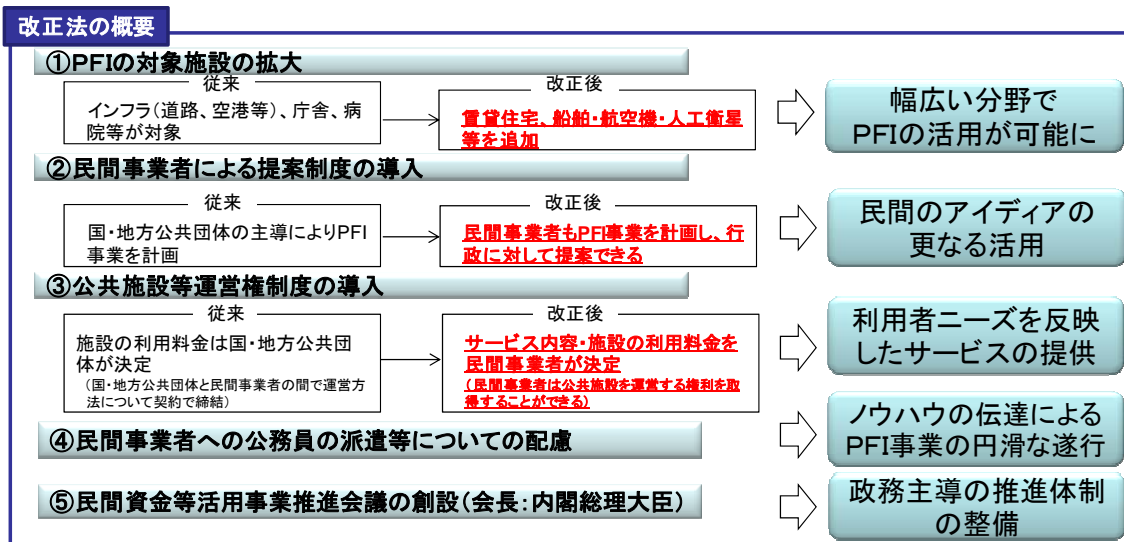 改正法の概要
①PFIの対象施設の拡大
従来
インフラ(道路、空港等)、庁舎、病
院等が対象
改正後
賃貸住宅、船舶・航空機・人工衛星
等を追加
幅広い分野で
PFIの活用が可能に
②民間事業者による提案制度の導入
従来
国・地方公共団体の主導によりPFI
事業を計画
改正後
民間事業者もPFI事業を計画し、行
政に対して提案できる
民間のアイディアの
更なる活用
③公共施設等運営権制度の導入
従来
施設の利用料金は国・地方公共団
体が決定
(国・地方公共団体と民間事業者の間で運営方
法について契約で締結)
改正後
サービス内容・施設の利用料金を
民間事業者が決定
(民間事業者は公共施設を運営する権利を取
得することができる)
利用者ニーズを反映
したサービスの提供
④民間事業者への公務員の派遣等についての配慮
ノウハウの伝達による
PFI事業の円滑な遂行
⑤民間資金等活用事業推進会議の創設(会長:内閣総理大臣)
政務主導の推進体制
の整備